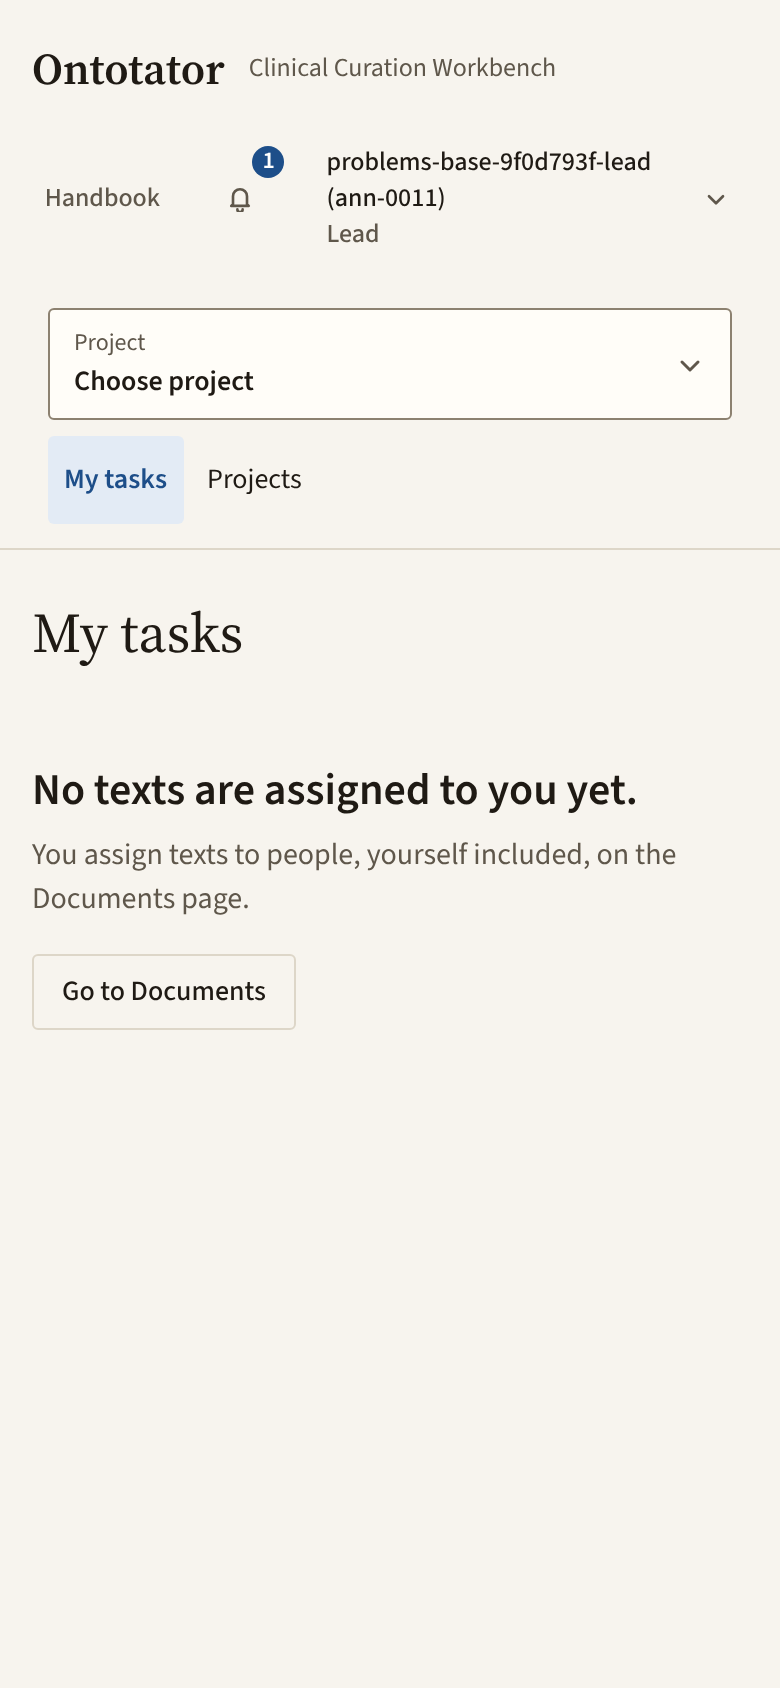 Ontotator Clinical Curation Workbench
Handbook
1
problems-base-9f0d793f-lead
(ann-0011)
Lead
Project
Choose project
My tasks Projects
My tasks
No texts are assigned to you yet.
You assign texts to people, yourself included, on the
Documents page.
Go to Documents